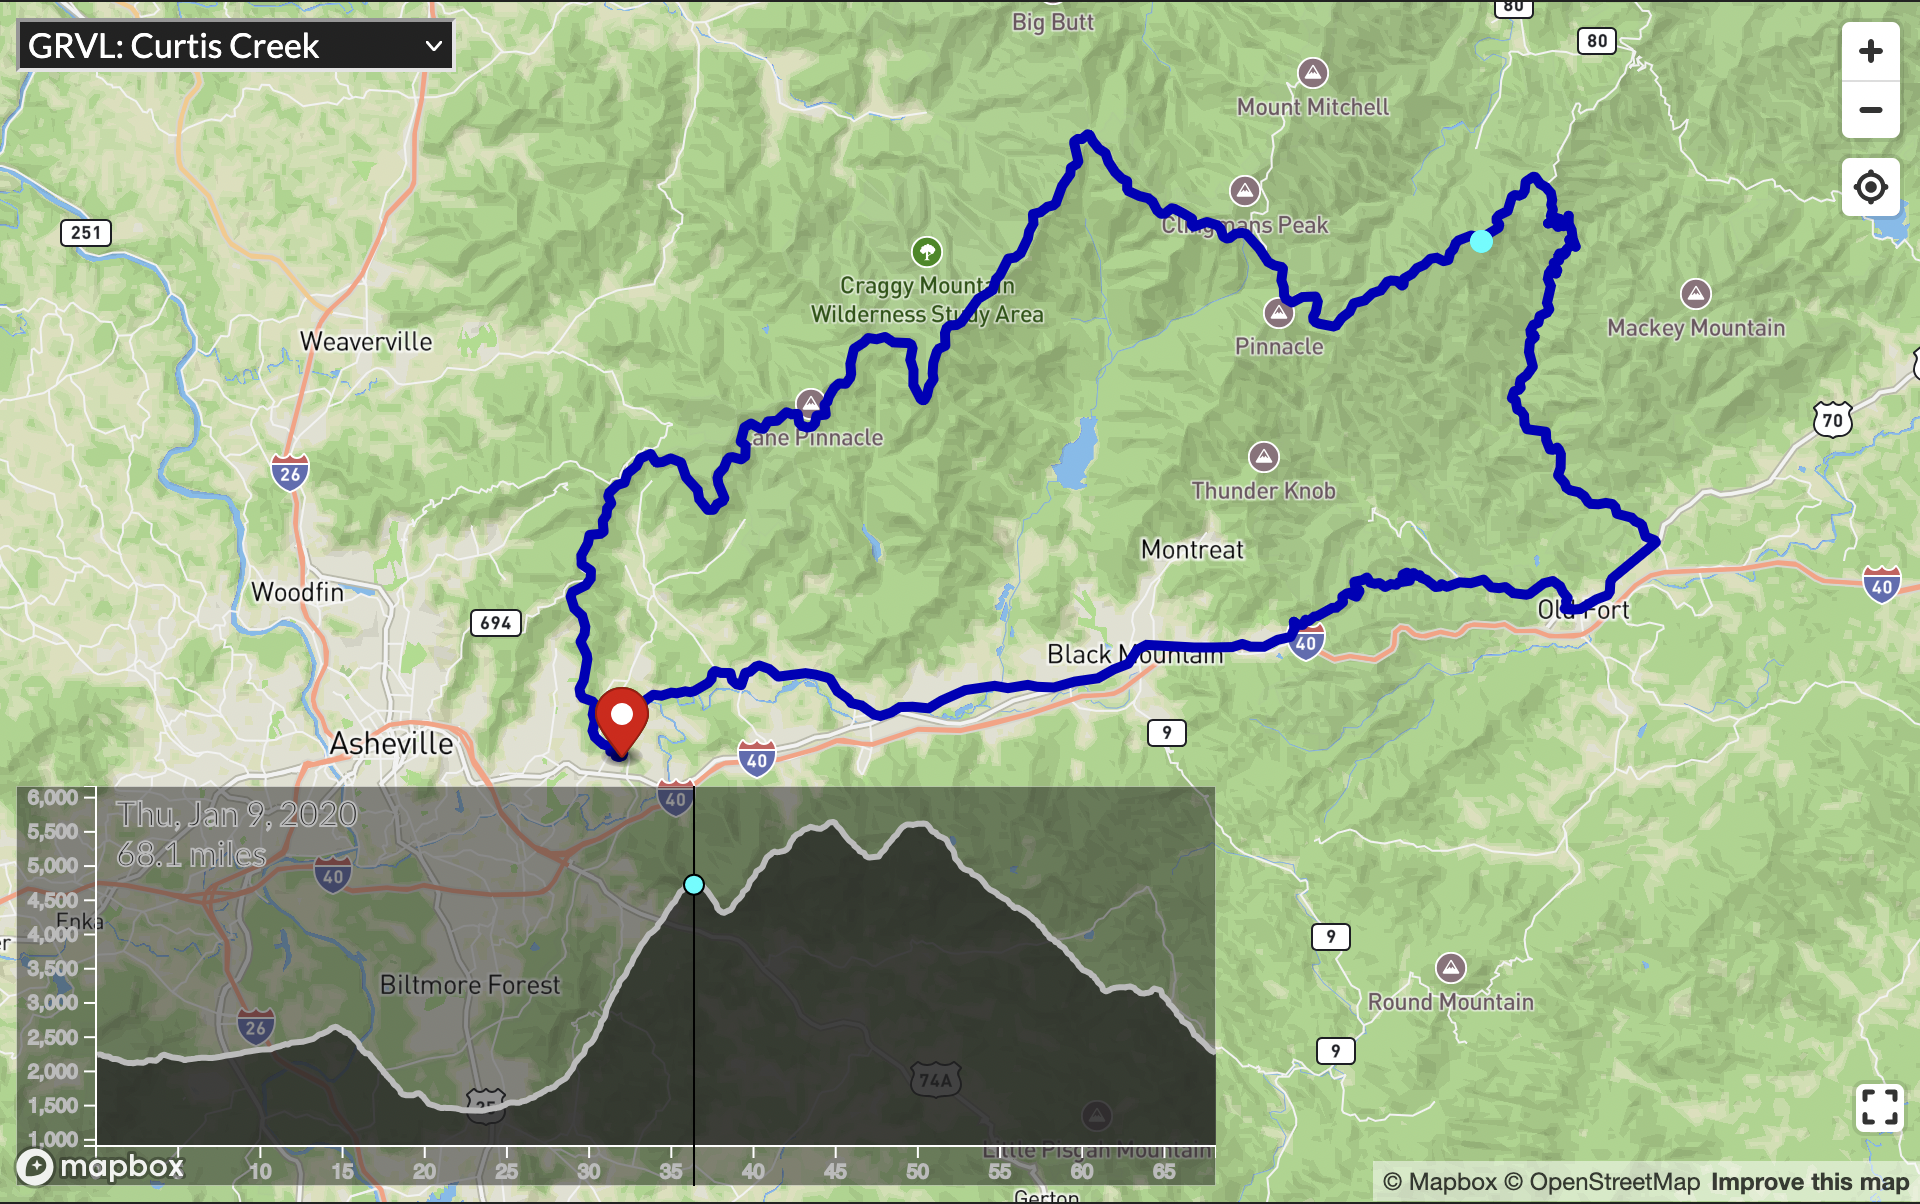 GRVL: Curtis Creek
80
Big Butt
80
Mount Mitchell
Clingmans Peak
251
Craggy Mountain
Wilderness Study Area
Mackey Mountain
Weaverville
Pinnacle
70
Lane Pinnacle
26
Thunder Knob
Montreat
Woodfin
40
694
Old Fort
Black Mountain
40
9
Asheville
40
40
6,000
5,500
5,000
4,500
4,000
3,500
3,000
2,500
2,000
1,500
1,000
Thu, Jan 9, 2020
68.1 miles
40
Enka
Biltmore Forest
26
25
74A
9
Round Mountain
9
Little Pisgah Mountain
mapbox
10
15
20
25
30
35
40
45
50
55
60
65
Gerton
© Mapbox © OpenStreetMap Improve this map